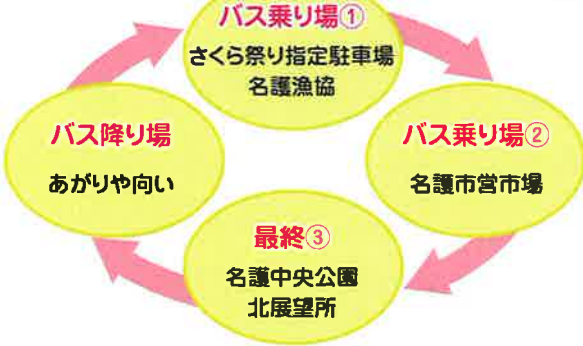 バス乗り場①
さくら祭り指定駐車場
名護漁協
バス乗り場②
名護市営市場
最終③
名護中央公園
北展望所
バス降り場
あがりや向い